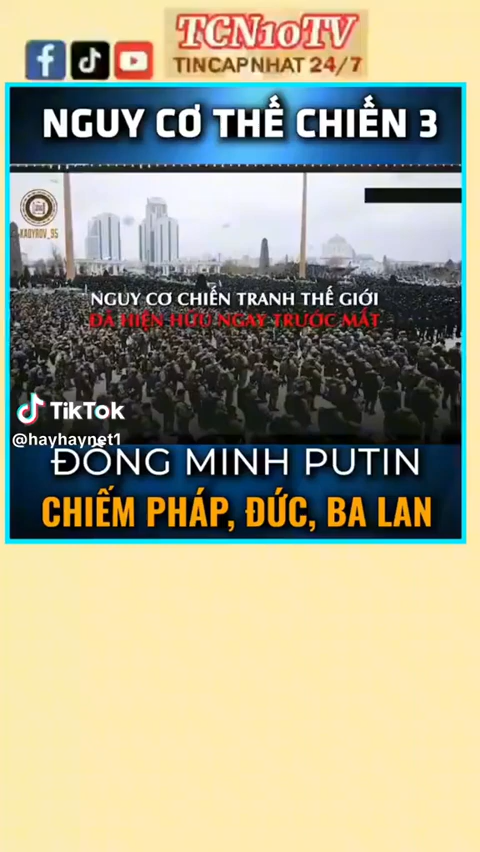 TCN10TV
TINCAPNHAT 24/7
NGUY CƠ THẾ CHIẾN 3
KADYROV_95
NGUY CƠ CHIẾN TRANH THẾ GIỚI
ĐÃ HIỆN HỮU NGAY TRƯỚC MẮT
TikTok
@hayhaynet1
ĐỒNG MINH PUTIN
CHIẾM PHÁP, ĐỨC, BA LAN